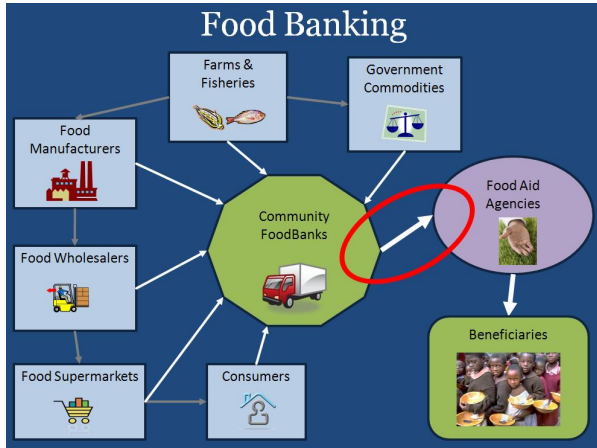 Food Banking
Farms &
Fisheries
Government
Commodities
Food
Manufacturers
Food Aid
Agencies
Community
FoodBanks
Food Wholesalers
Beneficiaries
Food Supermarkets
Consumers